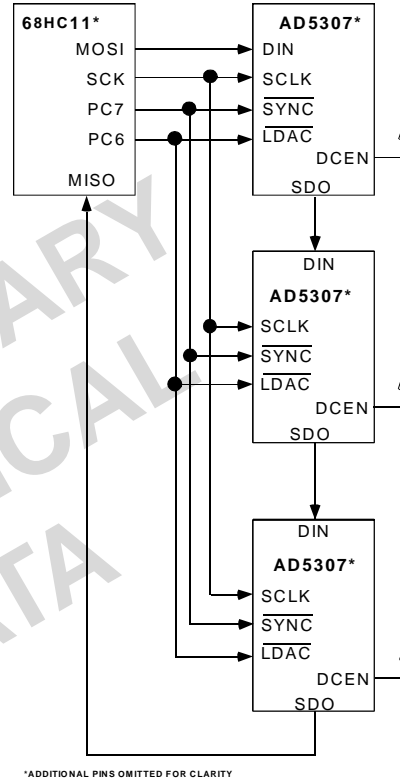 68HC11*
MOSI
SCK
PC7
PC6
MISO
AD5307*
DIN
SCLK
SYNC
LDAC
DCEN
SDO
DIN
AD5307*
SCLK
SYNC
LDAC
DCEN
SDO
DIN
AD5307*
SCLK
SYNC
LDAC
DCEN
SDO
*ADDITIONAL PINS OMITTED FOR CLARITY